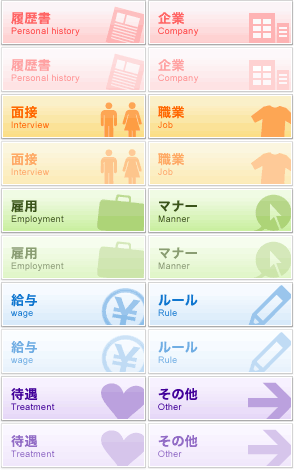 履歴書
Personal history
企業
Company
履歴書
Personal history
企業
Company
面接
Interview
職業
Job
面接
Interview
職業
Job
雇用
Employment
マナー
Manner
雇用
Employment
マナー
Manner
給与
wage
ルール
Rule
給与
wage
ルール
Rule
待遇
Treatment
その他
Other
待遇
Treatment
その他
Other